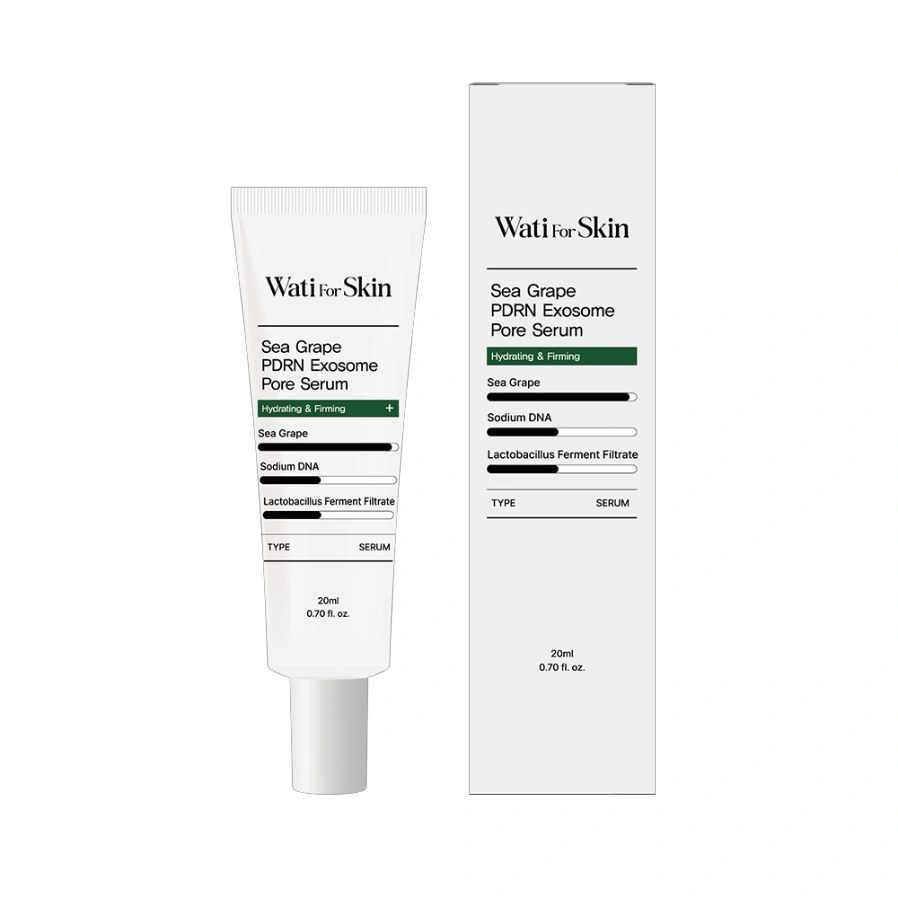 Wati For Skin
Sea Grape
PDRN Exosome
Pore Serum
Hydrating & Firming +
Sea Grape
Sodium DNA
Lactobacillus Ferment Filtrate
TYPE SERUM
20ml
0.70 fl. oz.
Wati For Skin
Sea Grape
PDRN Exosome
Pore Serum
Hydrating & Firming
Sea Grape
Sodium DNA
Lactobacillus Ferment Filtrate
TYPE SERUM
20ml
0.70 fl. oz.